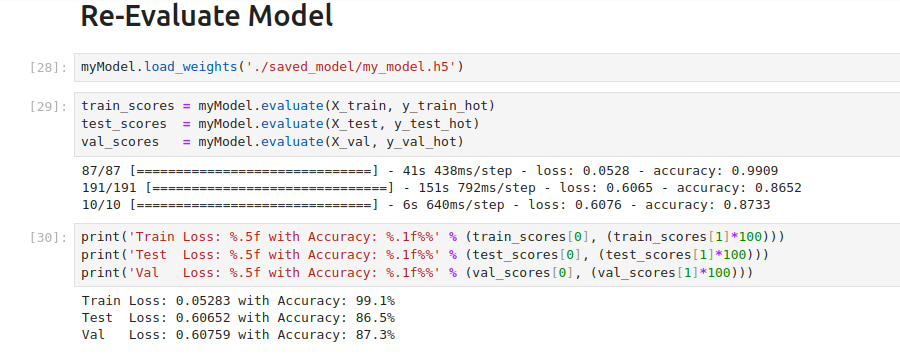 Re-Evaluate Model
[28]: myModel.load_weights('./saved_model/my_model.h5')
[29]: train_scores = myModel.evaluate(X_train, y_train_hot)
test_scores  = myModel.evaluate(X_test, y_test_hot)
val_scores   = myModel.evaluate(X_val, y_val_hot)
87/87 [==============================] - 41s 438ms/step - loss: 0.0528 - accuracy: 0.9909
191/191 [==============================] - 151s 792ms/step - loss: 0.6065 - accuracy: 0.8652
10/10 [==============================] - 6s 640ms/step - loss: 0.6076 - accuracy: 0.8733
[30]: print('Train Loss: %.5f with Accuracy: %.1f%%' % (train_scores[0], (train_scores[1]*100)))
print('Test  Loss: %.5f with Accuracy: %.1f%%' % (test_scores[0], (test_scores[1]*100)))
print('Val   Loss: %.5f with Accuracy: %.1f%%' % (val_scores[0], (val_scores[1]*100)))
Train Loss: 0.05283 with Accuracy: 99.1%
Test  Loss: 0.60652 with Accuracy: 86.5%
Val   Loss: 0.60759 with Accuracy: 87.3%